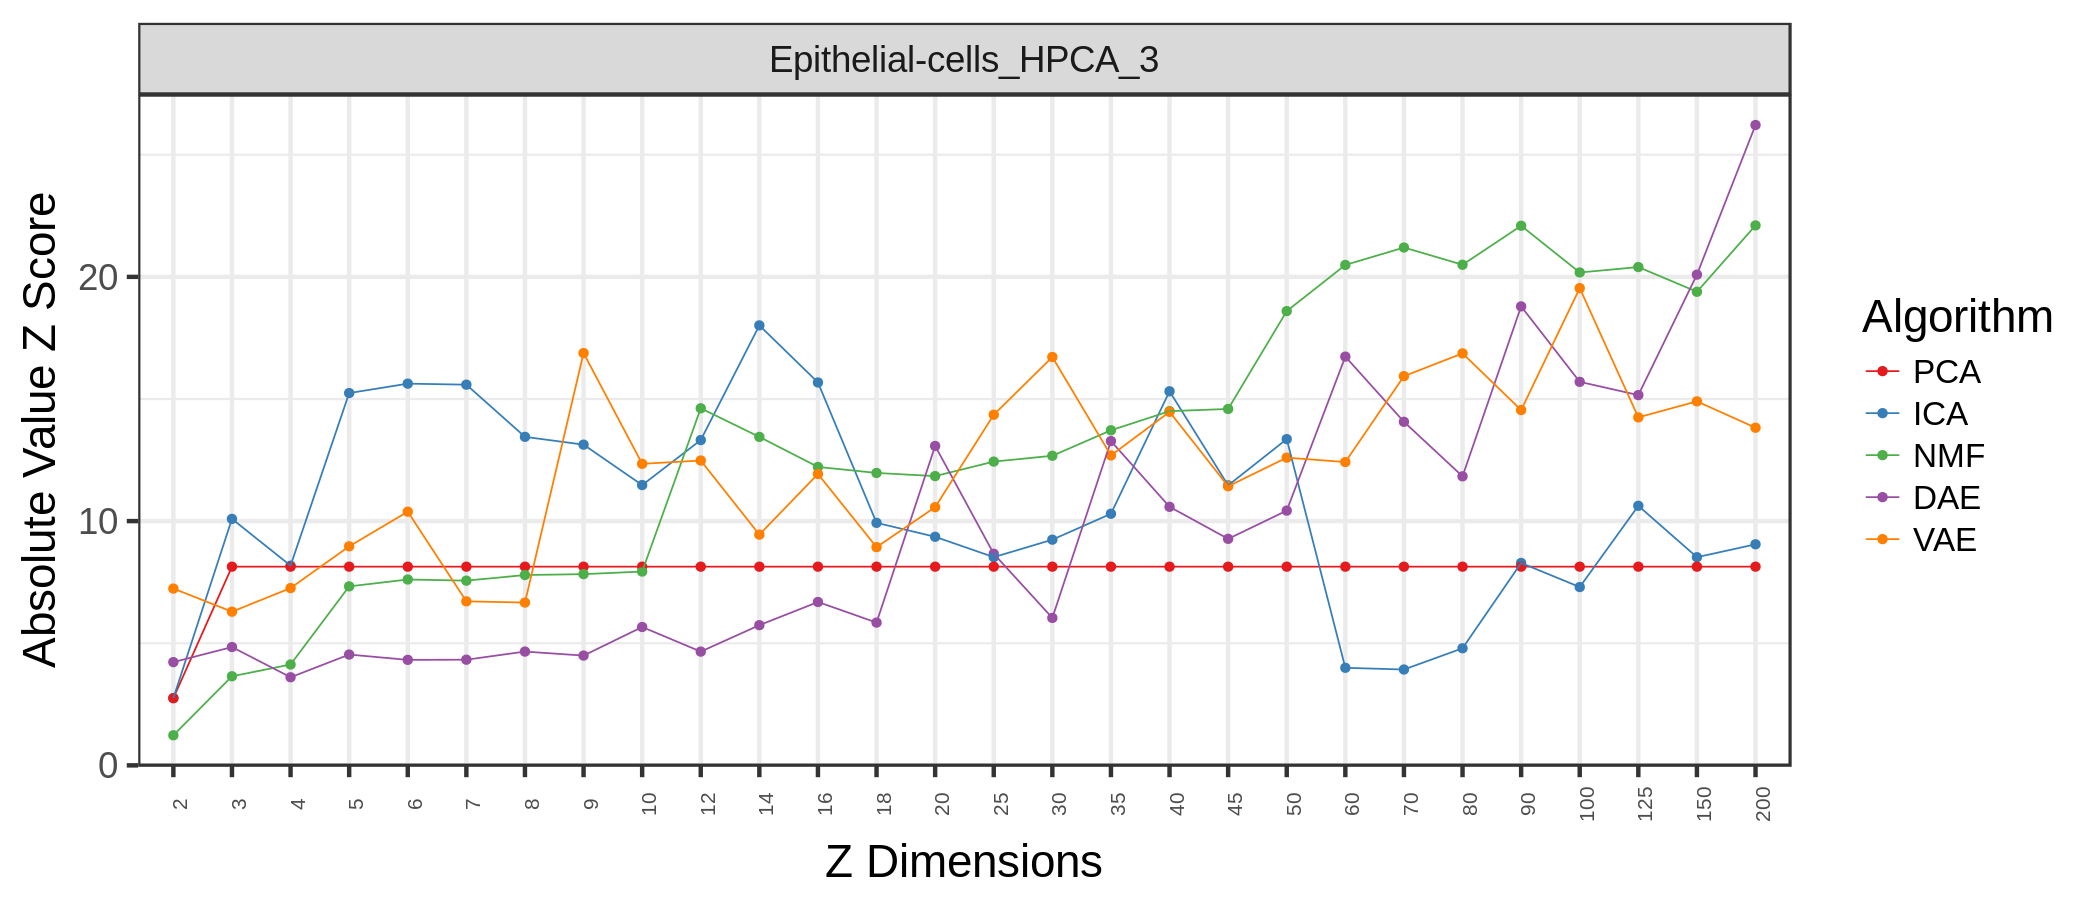 Epithelial-cells_HPCA_3
Absolute Value Z Score
20
10
0
2 3 4 5 6 7 8 9 10 12 14 16 18 20 25 30 35 40 45 50 60 70 80 90 100 125 150 200
Z Dimensions
Algorithm
PCA
ICA
NMF
DAE
VAE